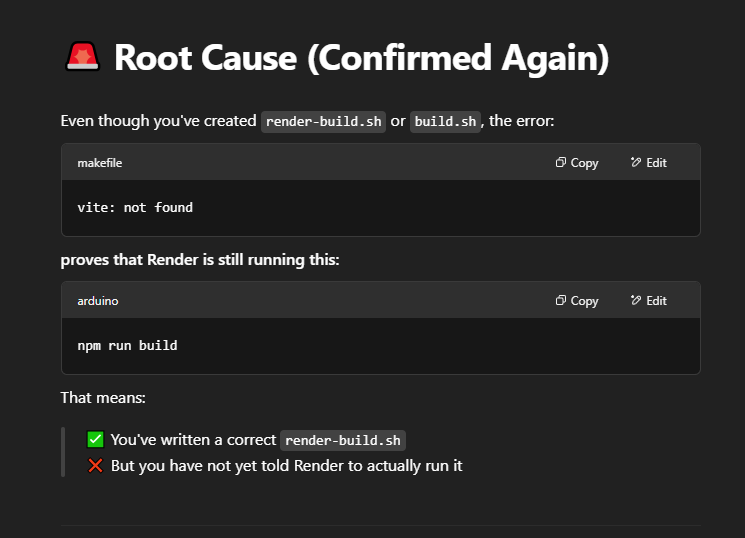 🚨 Root Cause (Confirmed Again)
Even though you've created render-build.sh or build.sh, the error:
makefile Copy Edit
vite: not found
proves that Render is still running this:
arduino Copy Edit
npm run build
That means:
✅ You've written a correct render-build.sh
❌ But you have not yet told Render to actually run it